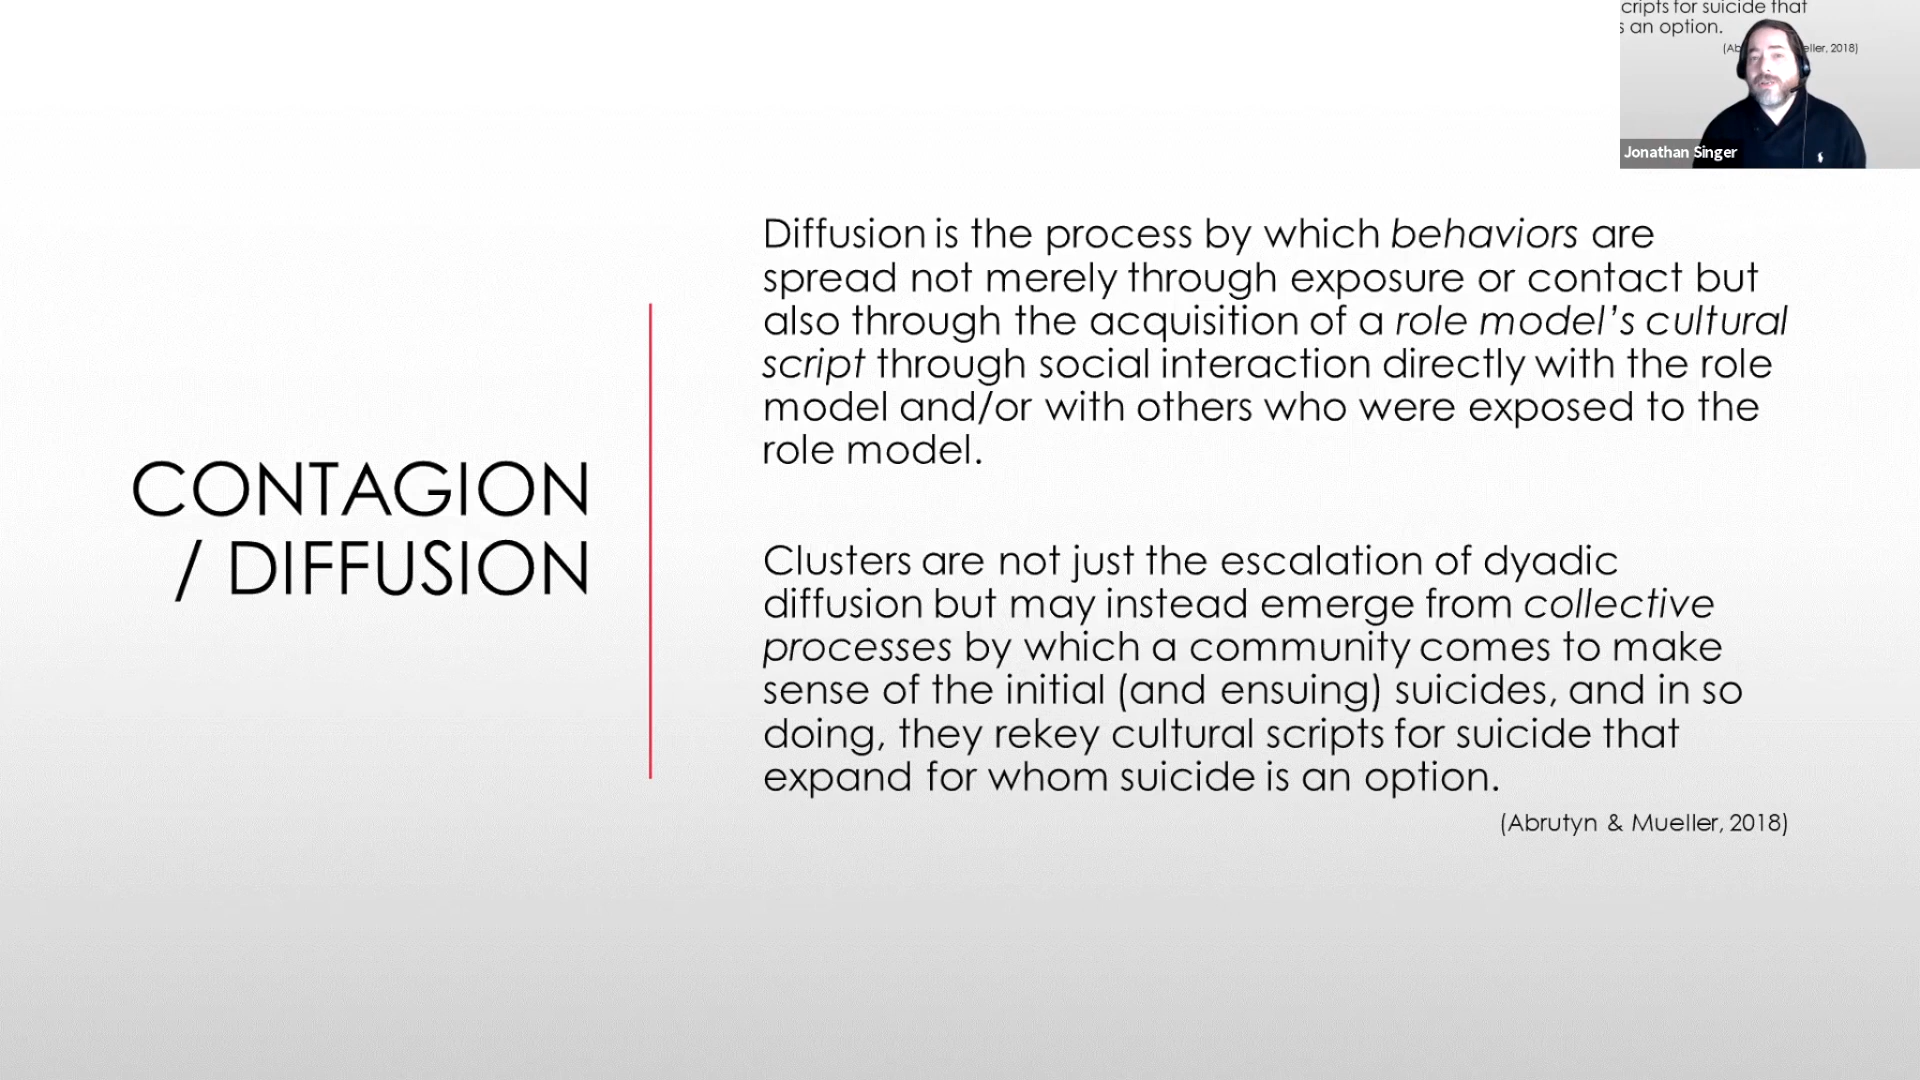 cripts for suicide that
s an option.
eller, 2018)
Jonathan Singer
CONTAGION
/ DIFFUSION
Diffusion is the process by which behaviors are
spread not merely through exposure or contact but
also through the acquisition of a role model’s cultural
script through social interaction directly with the role
model and/or with others who were exposed to the
role model.
Clusters are not just the escalation of dyadic
diffusion but may instead emerge from collective
processes by which a community comes to make
sense of the initial (and ensuing) suicides, and in so
doing, they rekey cultural scripts for suicide that
expand for whom suicide is an option.
(Abrutyn & Mueller, 2018)